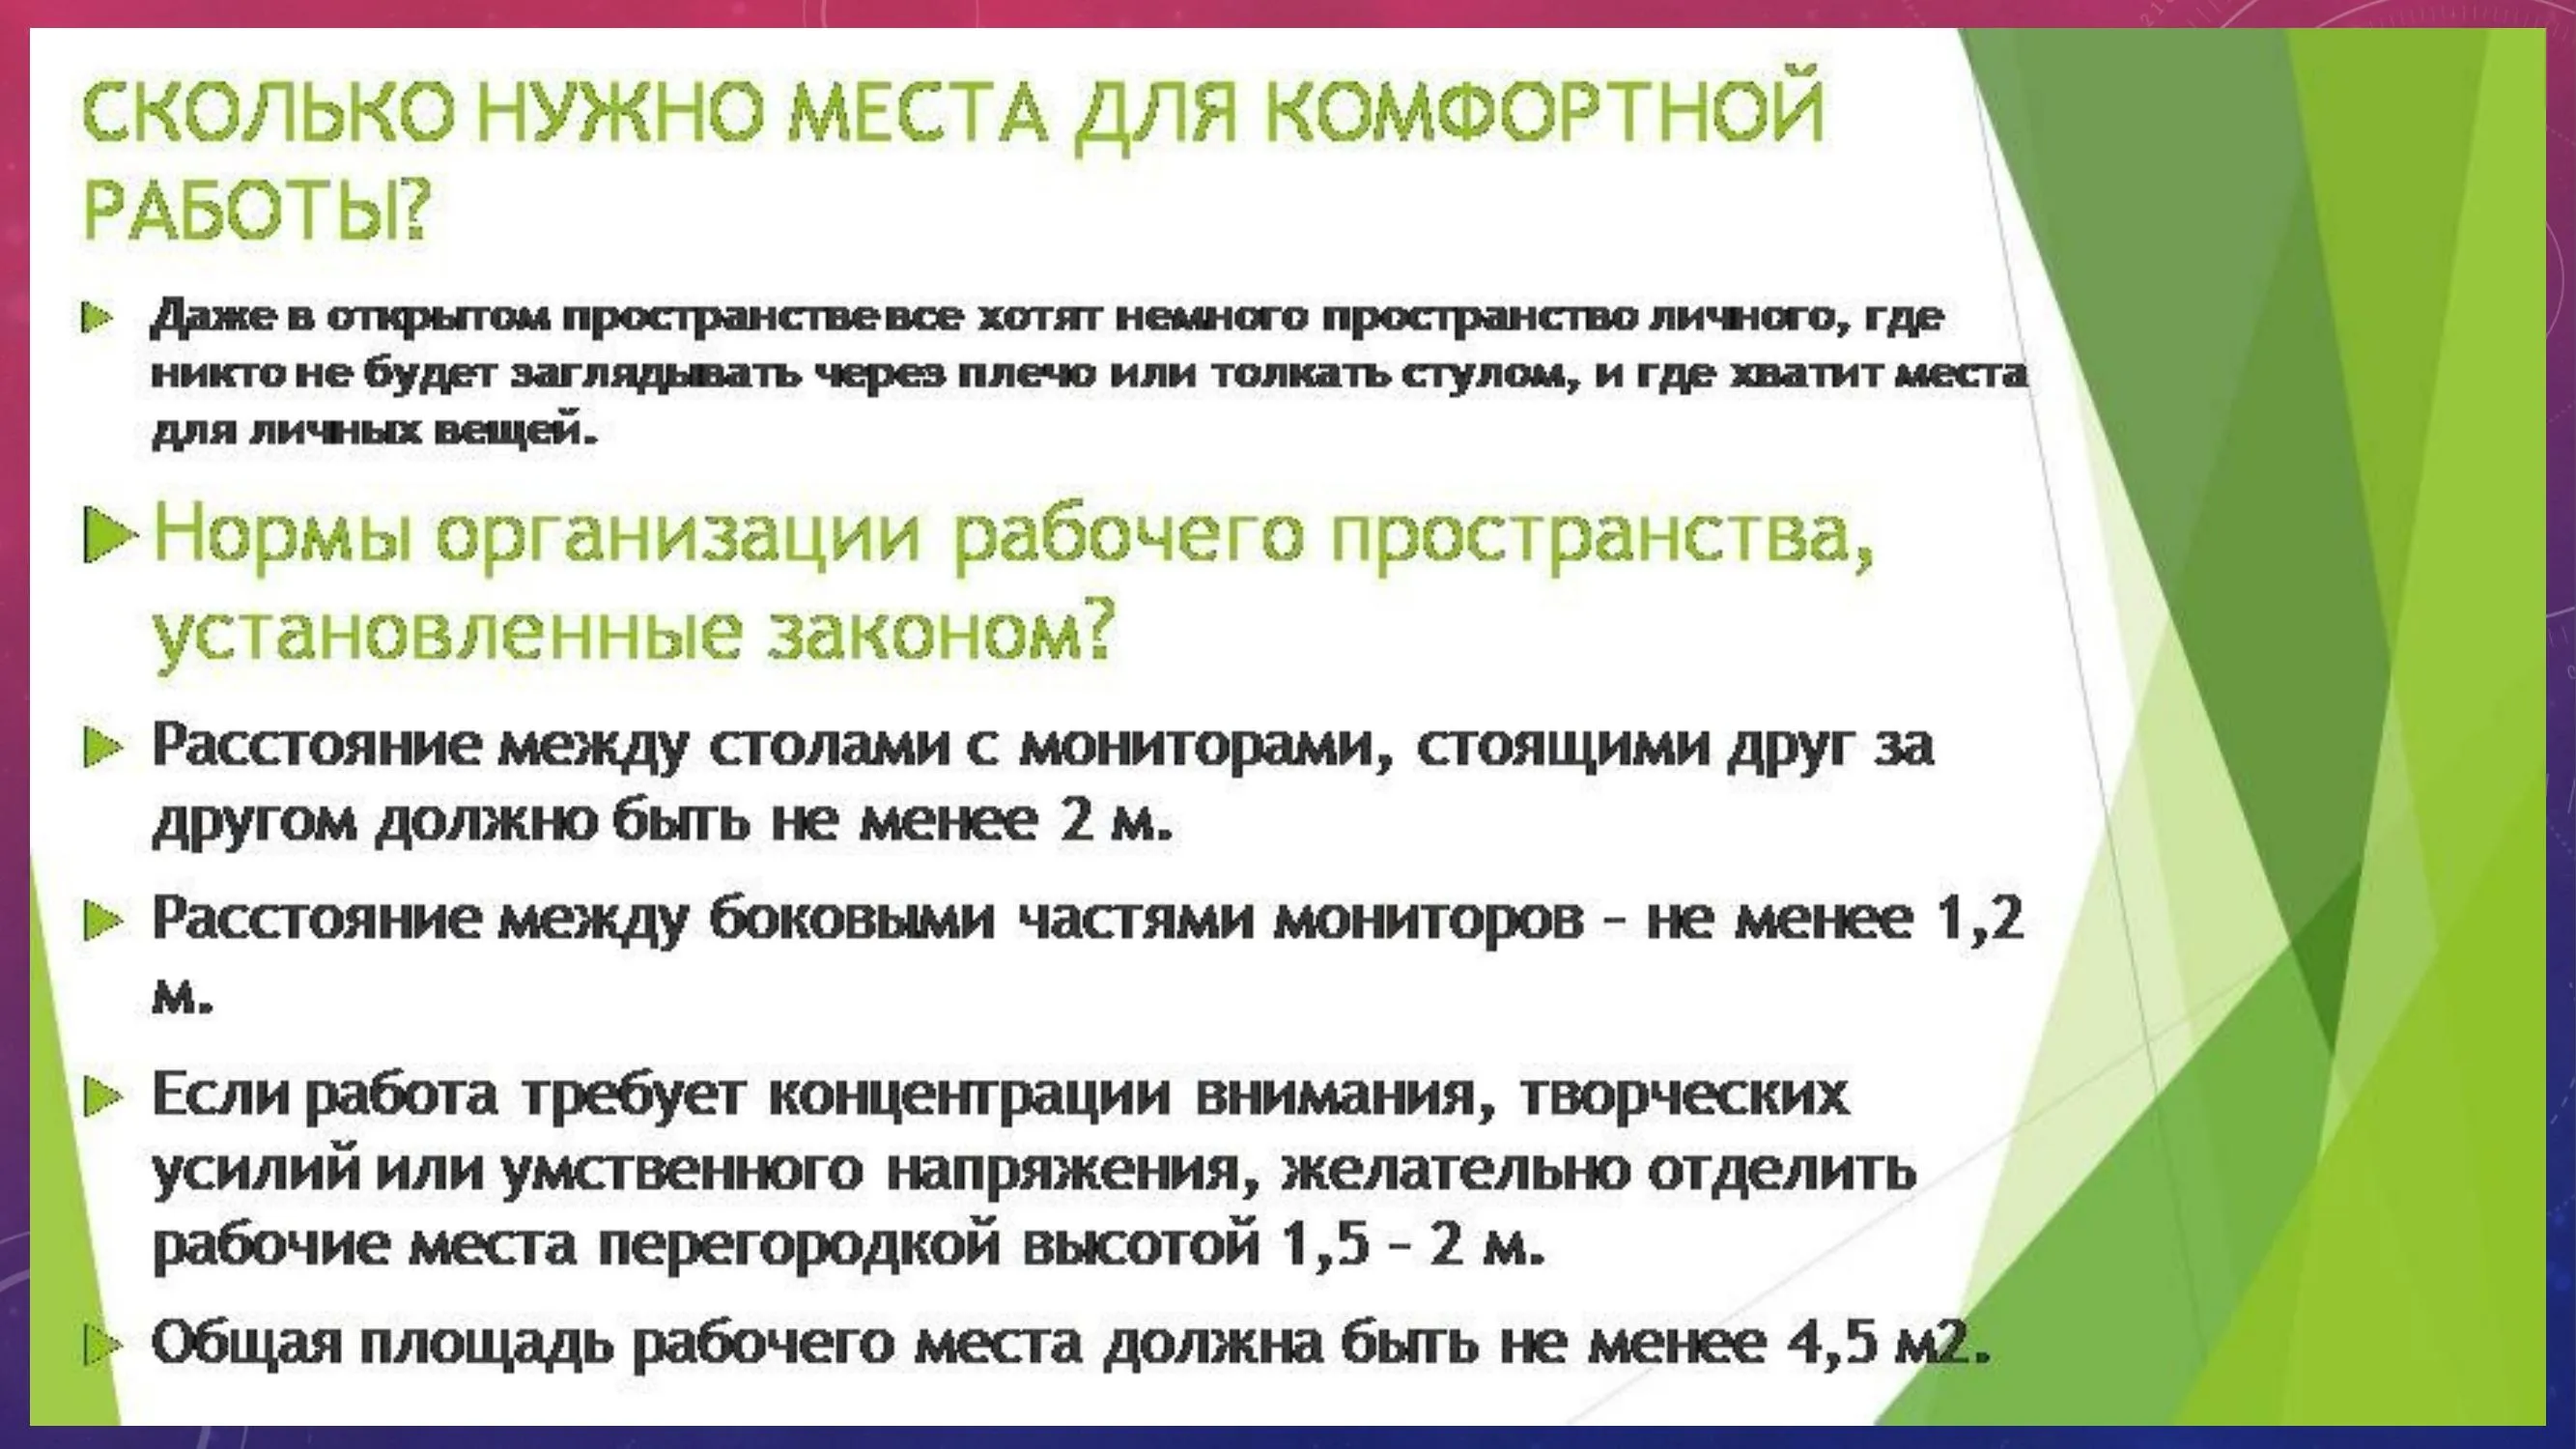 СКОЛЬКО НУЖНО МЕСТА ДЛЯ КОМФОРТНОЙ
РАБОТЫ?
Даже в открытом пространстве все хотят немного пространство личного, где
никто не будет заглядывать через плечо или толкать стулом, и где хватит места
для личных вещей.
Нормы организации рабочего пространства,
установленные законом?
Расстояние между столами с мониторами, стоящими друг за
другом должно быть не менее 2 м.
Расстояние между боковыми частями мониторов – не менее 1,2
м.
Если работа требует концентрации внимания, творческих
усилий или умственного напряжения, желательно отделить
рабочие места перегородкой высотой 1,5 – 2 м.
Общая площадь рабочего места должна быть не менее 4,5 м2.